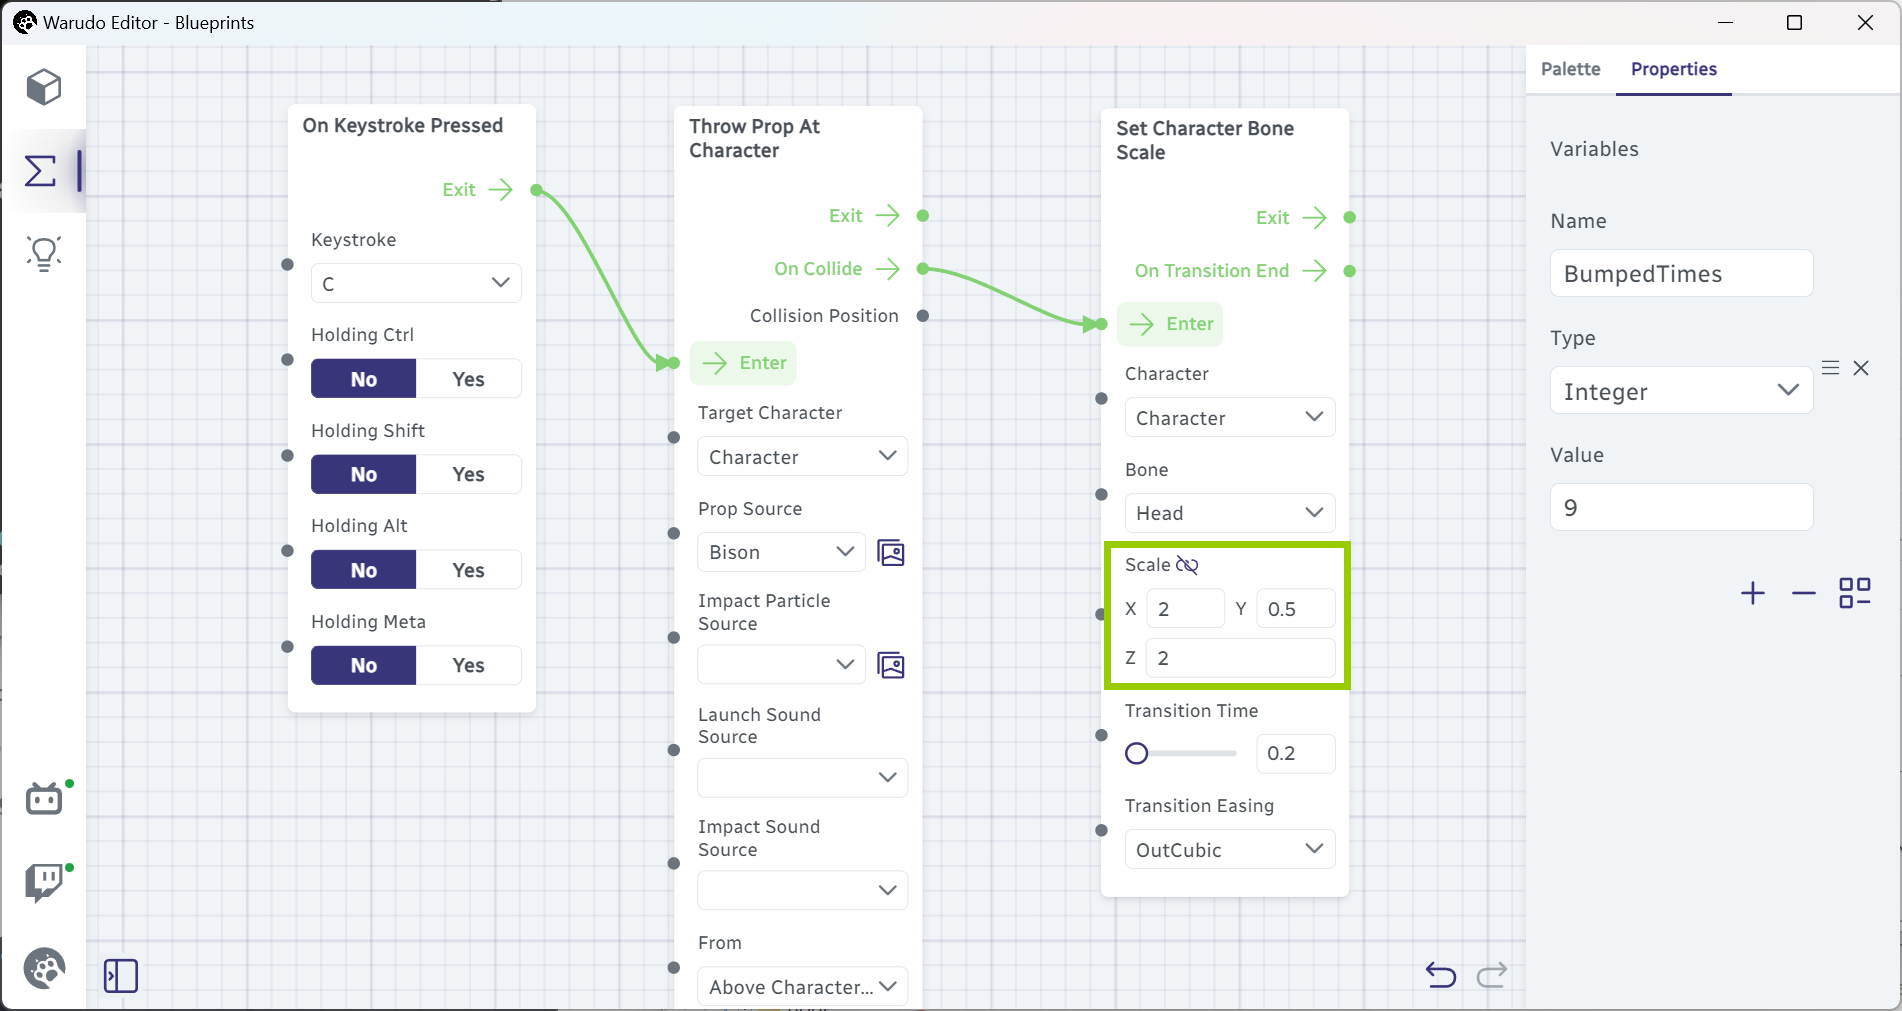 Warudo Editor - Blueprints
On Keystroke Pressed
Exit
Keystroke
C
Holding Ctrl
No Yes
Holding Shift
No Yes
Holding Alt
No Yes
Holding Meta
No Yes
Throw Prop At
Character
Exit
On Collide
Collision Position
Enter
Target Character
Character
Prop Source
Bison
Impact Particle
Source
Launch Sound
Source
Impact Sound
Source
From
Above Character...
Set Character Bone
Scale
Exit
On Transition End
Enter
Character
Character
Bone
Head
Scale
X 2 Y 0.5
Z 2
Transition Time
0.2
Transition Easing
OutCubic
Palette Properties
Variables
Name
BumpedTimes
Type
Integer
Value
9